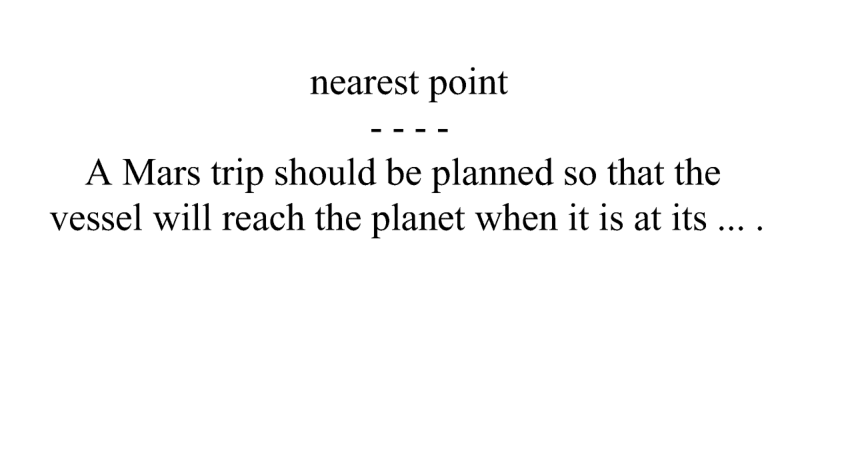 nearest point
- - - -
A Mars trip should be planned so that the
vessel will reach the planet when it is at its ... .